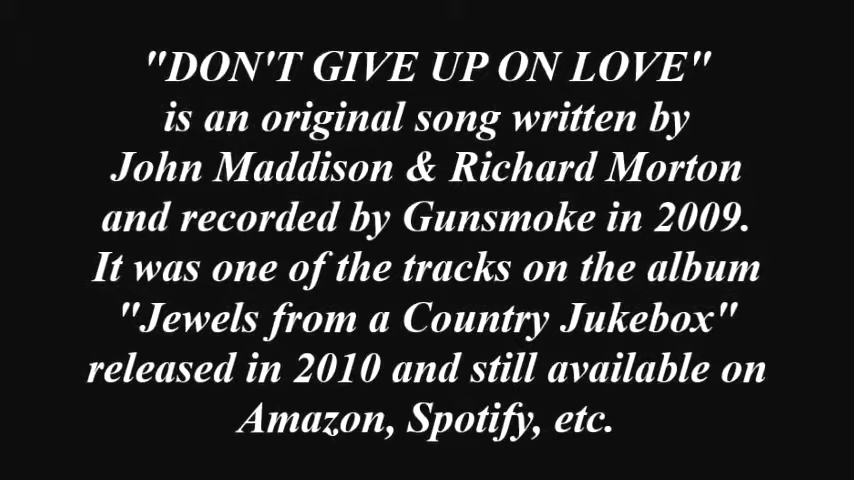 "DON'T GIVE UP ON LOVE"
is an original song written by
John Maddison & Richard Morton
and recorded by Gunsmoke in 2009.
It was one of the tracks on the album
"Jewels from a Country Jukebox"
released in 2010 and still available on
Amazon, Spotify, etc.